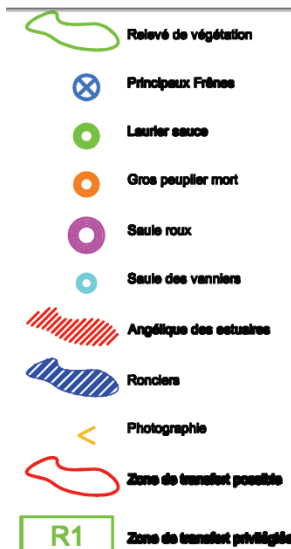 Relevé de végétation
Principaux Frênes
Laurier sauce
Gros peuplier mort
Saule roux
Saule des vanniers
Angélique des estuaires
Ronciers
Photographie
Zone de transfert possible
R1 Zone de transfert privilégiée